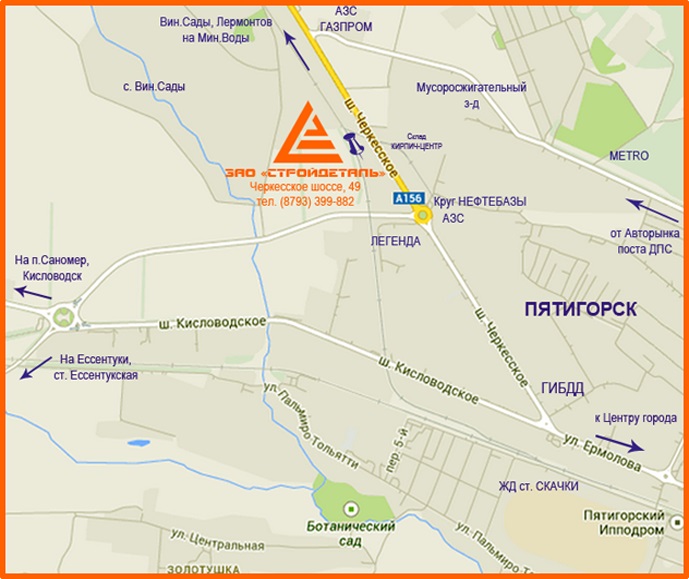 АЗС
ГАЗПРОМ
Вин.Сады, Лермонтов
на Мин.Воды
с. Вин.Сады
Мусоросжигательный
з-д
ш. Черкесское
Склад
КИРПИЧ-ЦЕНТР
METRO
ЗАО «СТРОЙДЕТАЛЬ»
Черкесское шоссе, 49
тел. (8793) 399-882
А156
Круг НЕФТЕБАЗЫ
АЗС
ЛЕГЕНДА
от Авторынка
поста ДПС
На п.Саномер,
Кисловодск
ПЯТИГОРСК
ш. Кисловодское
ш. Черкесское
На Ессентуки,
ст. Ессентукская
ш. Кисловодское
ГИБДД
ул. Пальмиро-Тольятти
пер. 5-й
к Центру города
ул. Ермолова
ЖД ст. СКАЧКИ
Пятигорский
Ипподром
Ботанический
сад
ул. Центральная
ул. Пальмиро-Т
ЗОЛОТУШКА